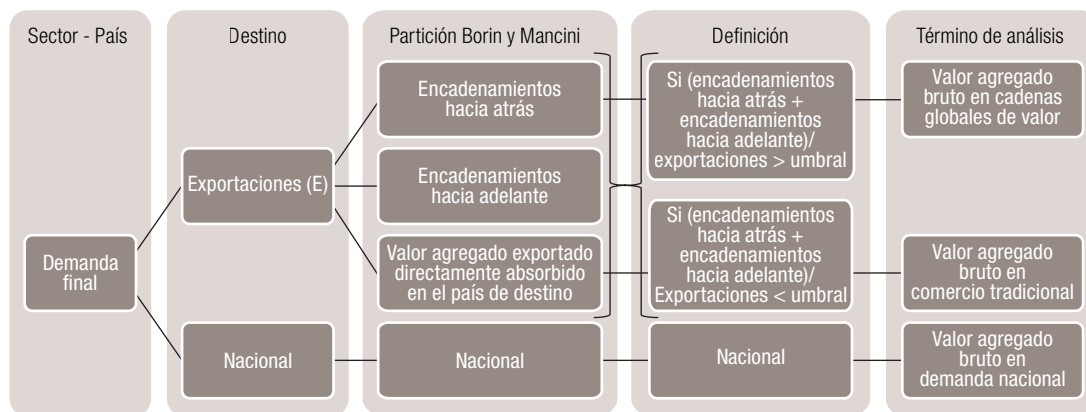 Sector - País
Destino
Partición Borin y Mancini
Definición
Término de análisis
Demanda
final
Exportaciones (E)
Nacional
Encadenamientos
hacia atrás
Encadenamientos
hacia adelante
Valor agregado exportado
directamente absorbido
en el país de destino
Nacional
Si (encadenamientos
hacia atrás +
encadenamientos
hacia adelante)/
exportaciones > umbral
Si (encadenamientos
hacia atrás +
encadenamientos
hacia adelante)/
Exportaciones < umbral
Nacional
Valor agregado
bruto en cadenas
globales de valor
Valor agregado
bruto en
comercio tradicional
Valor agregado
bruto en
demanda nacional